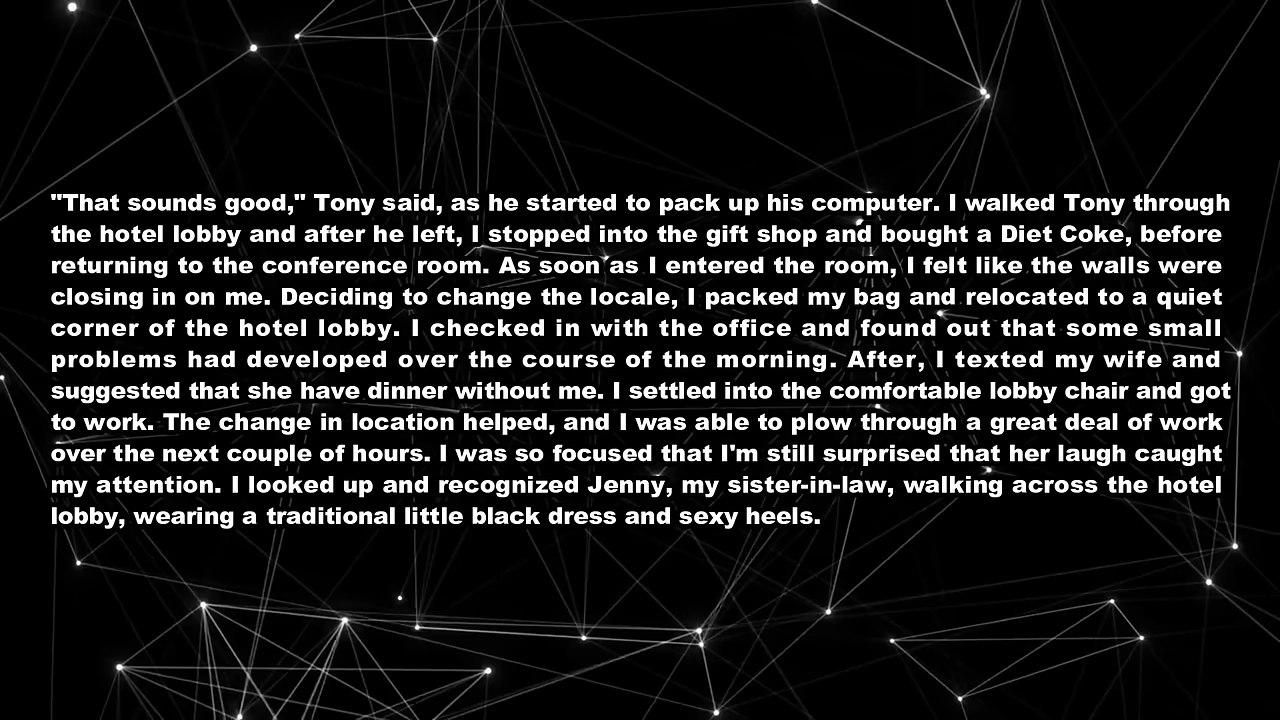 "That sounds good," Tony said, as he started to pack up his computer. I walked Tony through
the hotel lobby and after he left, I stopped into the gift shop and bought a Diet Coke, before
returning to the conference room. As soon as I entered the room, I felt like the walls were
closing in on me. Deciding to change the locale, I packed my bag and relocated to a quiet
corner of the hotel lobby. I checked in with the office and found out that some small
problems had developed over the course of the morning. After, I texted my wife and
suggested that she have dinner without me. I settled into the comfortable lobby chair and got
to work. The change in location helped, and I was able to plow through a great deal of work
over the next couple of hours. I was so focused that I'm still surprised that her laugh caught
my attention. I looked up and recognized Jenny, my sister-in-law, walking across the hotel
lobby, wearing a traditional little black dress and sexy heels.